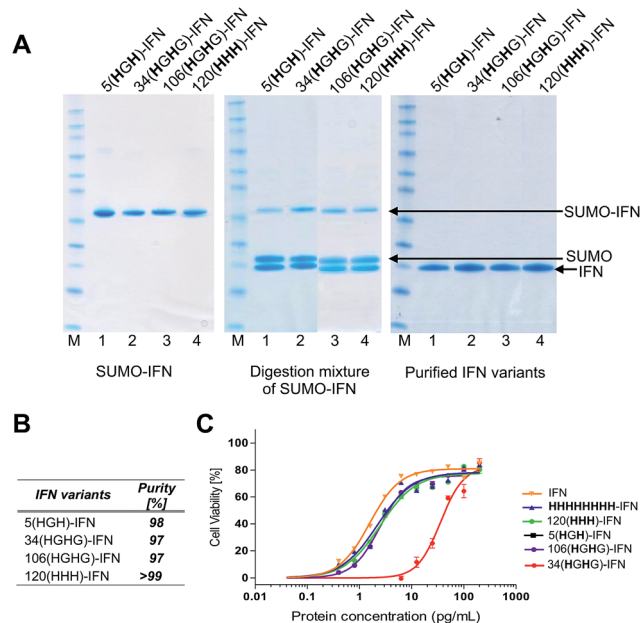 A
5(HGH)-IFN
34(HGHG)-IFN
106(HGHG)-IFN
120(HHH)-IFN
5(HGH)-IFN
34(HGHG)-IFN
106(HGHG)-IFN
120(HHH)-IFN
5(HGH)-IFN
34(HGHG)-IFN
106(HGHG)-IFN
120(HHH)-IFN
SUMO-IFN
SUMO
IFN
M 1 2 3 4
M 1 2 3 4
M 1 2 3 4
SUMO-IFN
Digestion mixture
of SUMO-IFN
Purified IFN variants
B
IFN variants Purity
[%]
5(HGH)-IFN 98
34(HGHG)-IFN 97
106(HGHG)-IFN 97
120(HHH)-IFN >99
C
Cell Viability [%]
100
80
60
40
20
0
0.01 0.1 1 10 100 1000
Protein concentration (pg/mL)
IFN
HHHHHHHH-IFN
120(HHH)-IFN
5(HGH)-IFN
106(HGHG)-IFN
34(HGHG)-IFN